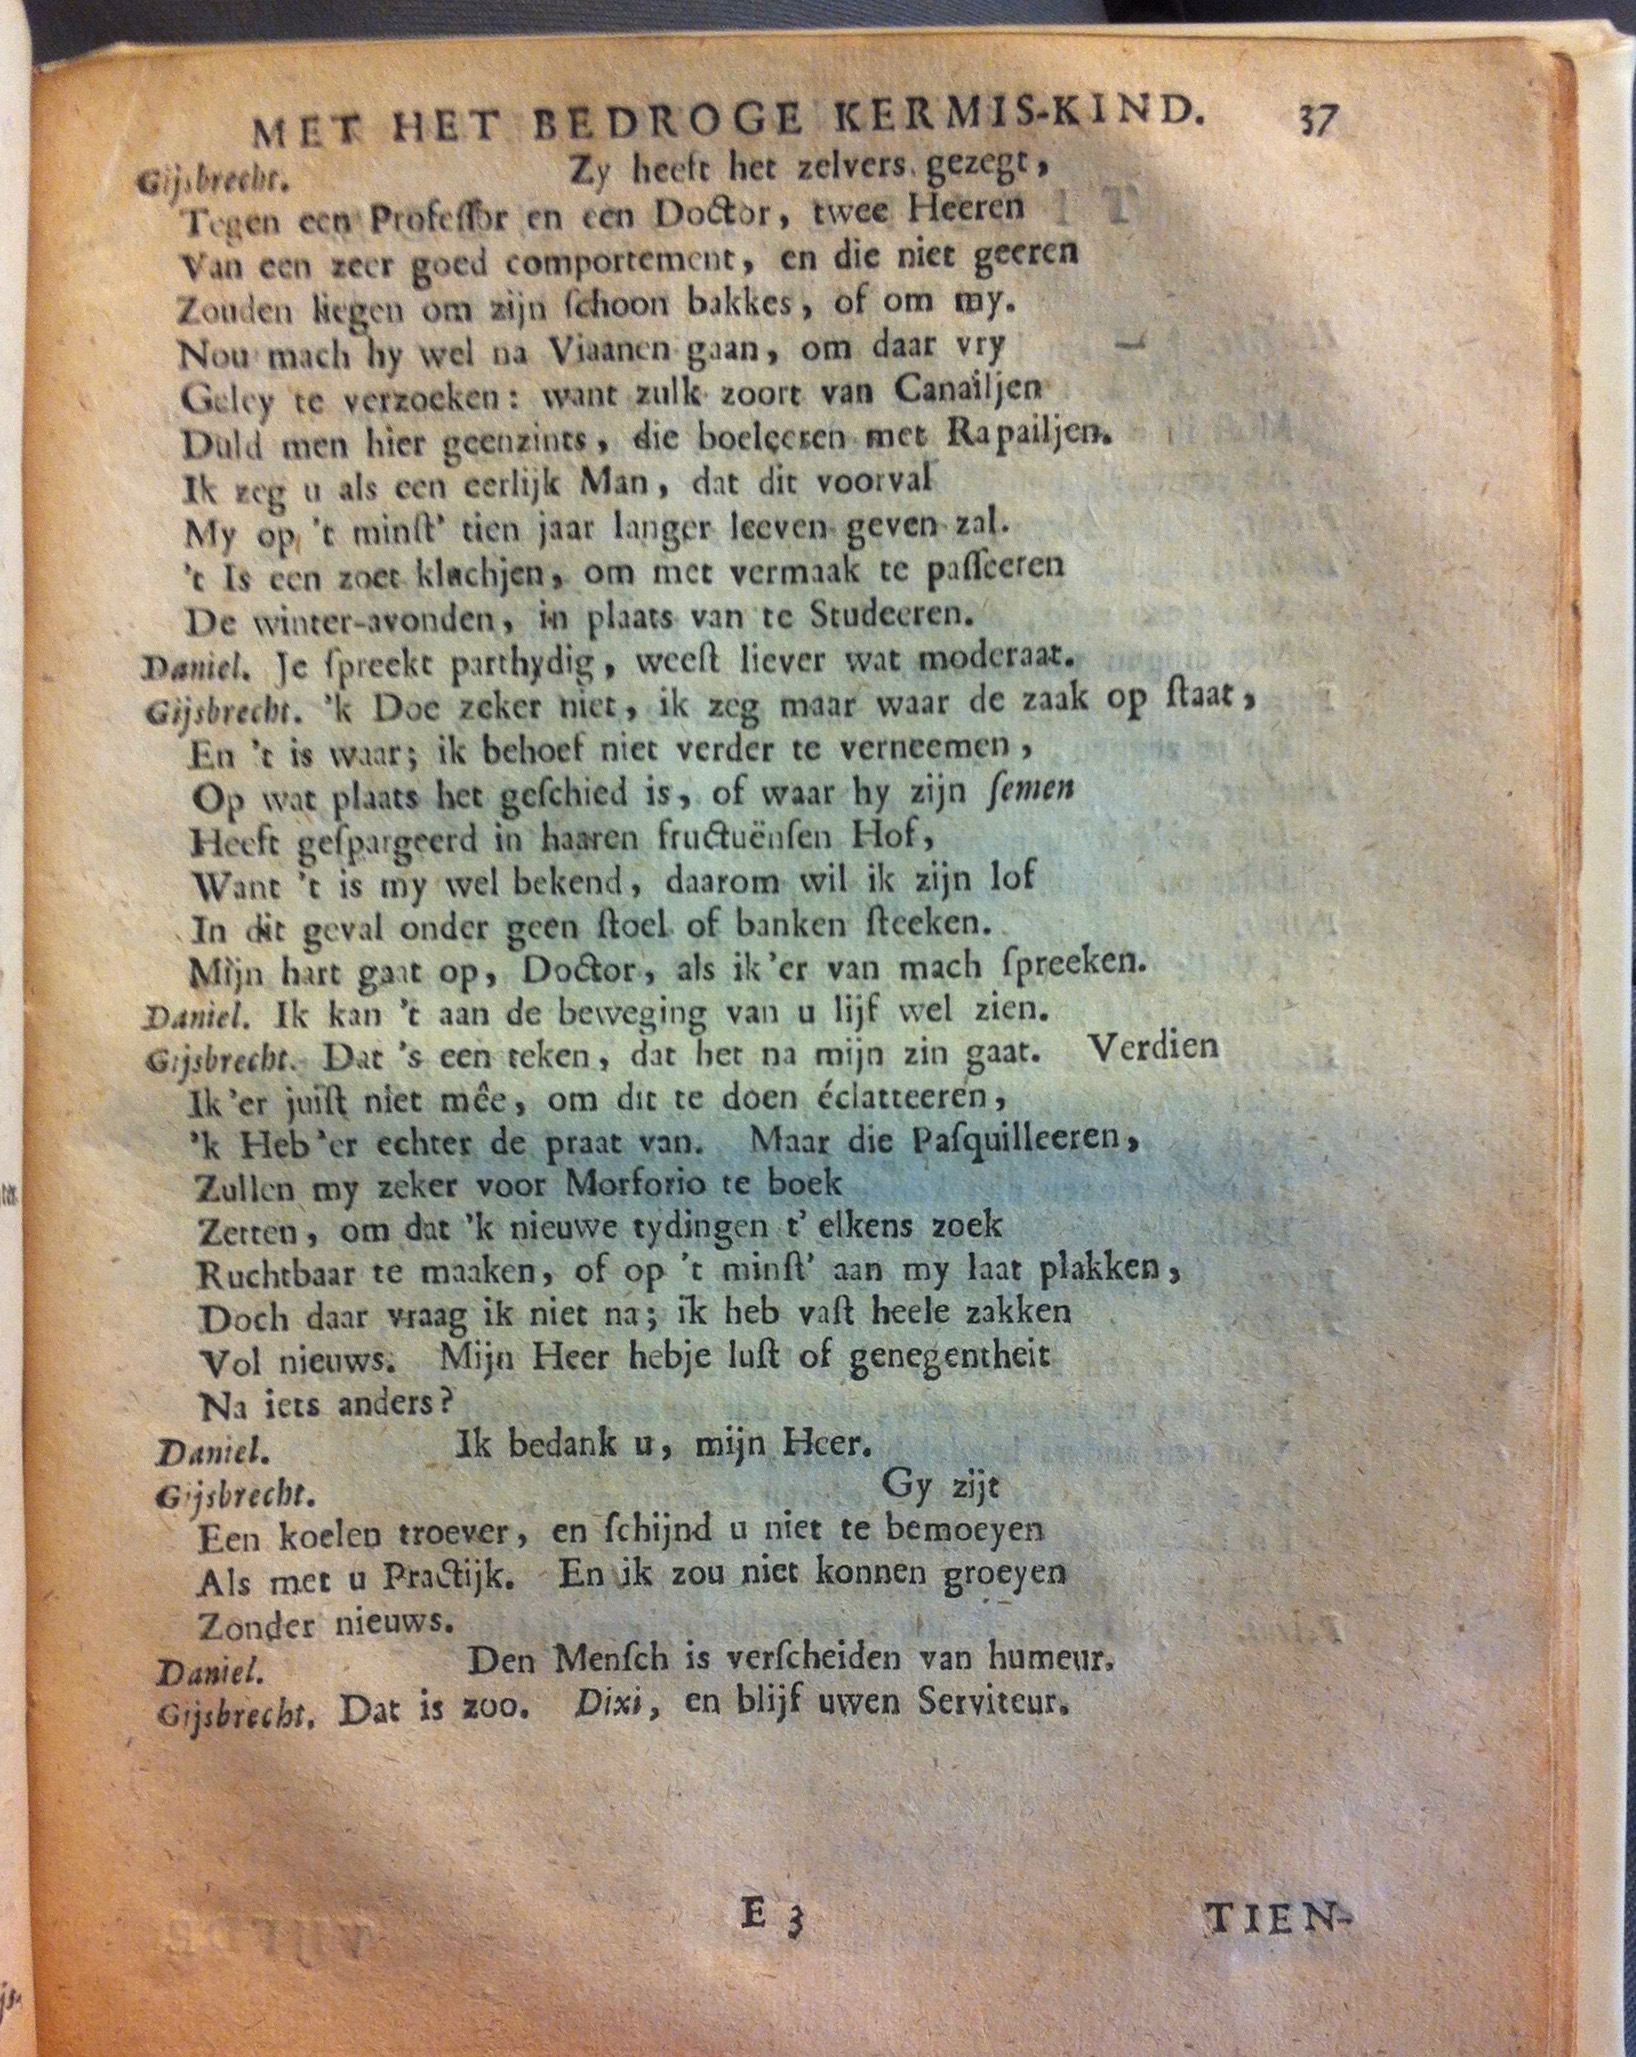 MET HET BEDROGE KERMIS-KIND. 37
Gijsbrecht. Zy heeft het zelvers gezegt,
Tegen een Profeſſor en een Doctor, twee Heeren
Van een zeer goed comportement, en die niet geeren
Zouden liegen om zijn ſchoon bakkes, of om my.
Nou mach hy wel na Viaanen gaan, om daar vry
Geley te verzoeken: want zulk zoort van Canailjen
Duld men hier geenzints, die boeleeren met Rapailjen.
Ik zeg u als een eerlijk Man, dat dit voorval
My op 't minſt' tien jaar langer leeven geven zal.
't Is een zoet kluchjen, om met vermaak te paſſeeren
De winter-avonden, in plaats van te Studeeren.
Daniel. Je ſpreekt parthydig, weeſt liever wat moderaat.
Gijsbrecht. 'k Doe zeker niet, ik zeg maar waar de zaak op ſtaat,
En 't is waar; ik behoef niet verder te verneemen,
Op wat plaats het geſchied is, of waar hy zijn ſemen
Heeft geſpargeerd in haaren fructuënſen Hof,
Want 't is my wel bekend, daarom wil ik zijn lof
In dit geval onder geen ſtoel of banken ſteeken.
Mijn hart gaat op, Doctor, als ik 'er van mach ſpreeken.
Daniel. Ik kan 't aan de beweging van u lijf wel zien.
Gijsbrecht. Dat 's een teken, dat het na mijn zin gaat. Verdien
Ik 'er juiſt niet mêe, om dit te doen éclatteeren,
'k Heb 'er echter de praat van. Maar die Paſquilleeren,
Zullen my zeker voor Morforio te boek
Zetten, om dat 'k nieuwe tydingen t' elkens zoek
Ruchtbaar te maaken, of op 't minſt' aan my laat plakken,
Doch daar vraag ik niet na; ik heb vaſt heele zakken
Vol nieuws. Mijn Heer hebje luſt of genegentheit
Na iets anders?
Daniel. Ik bedank u, mijn Heer.
Gijsbrecht. Gy zijt
Een koelen troever, en ſchijnd u niet te bemoeyen
Als met u Practijk. En ik zou niet konnen groeyen
Zonder nieuws.
Daniel. Den Menſch is verſcheiden van humeur.
Gijsbrecht. Dat is zoo. Dixi, en blijf uwen Serviteur.
E 3 TIEN-